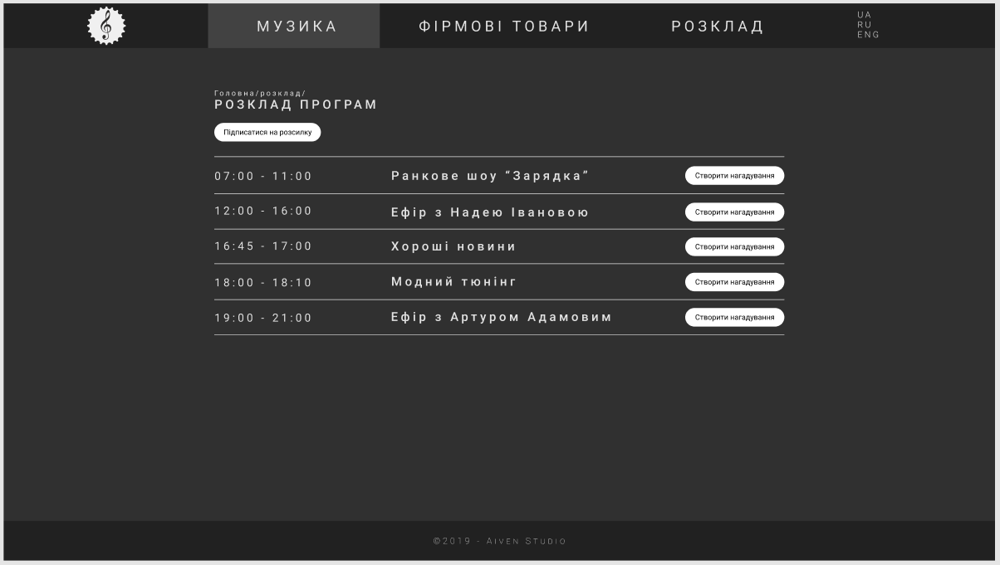 МУЗИКА
ФІРМОВІ ТОВАРИ
РОЗКЛАД
UA
RU
ENG
Головна/розклад/
РОЗКЛАД ПРОГРАМ
Підписатися на розсилку
07:00 - 11:00 Ранкове шоу “Зарядка” Створити нагадування
12:00 - 16:00 Ефір з Надею Івановою Створити нагадування
16:45 - 17:00 Хороші новини Створити нагадування
18:00 - 18:10 Модний тюнінг Створити нагадування
19:00 - 21:00 Ефір з Артуром Адамовим Створити нагадування
©2019 - Aiven Studio